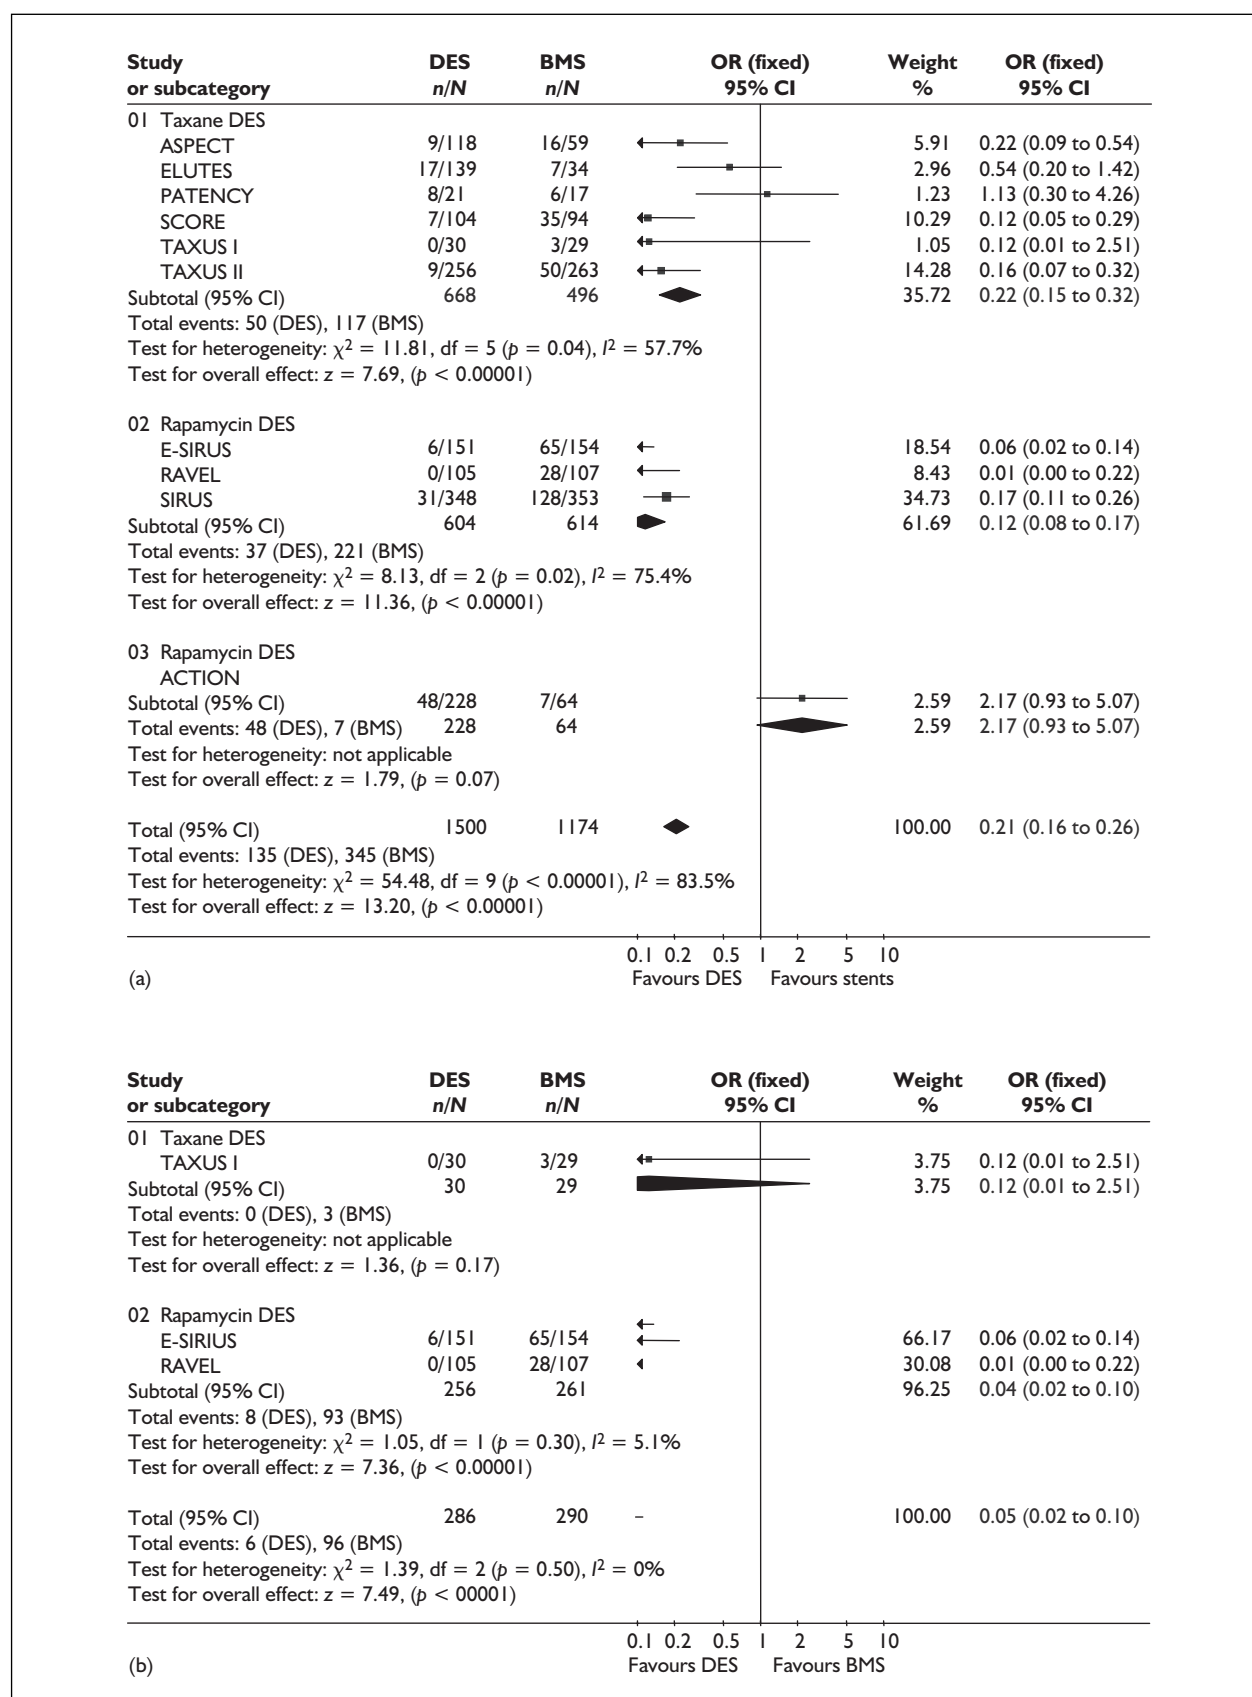 Study DES BMS OR (fixed) Weight OR (fixed)
or subcategory n/N n/N 95% CI % 95% CI
01 Taxane DES
ASPECT 9/118 16/59 5.91 0.22 (0.09 to 0.54)
ELUTES 17/139 7/34 2.96 0.54 (0.20 to 1.42)
PATENCY 8/21 6/17 1.23 1.13 (0.30 to 4.26)
SCORE 7/104 35/94 10.29 0.12 (0.05 to 0.29)
TAXUS I 0/30 3/29 1.05 0.12 (0.01 to 2.51)
TAXUS II 9/256 50/263 14.28 0.16 (0.07 to 0.32)
Subtotal (95% CI) 668 496 35.72 0.22 (0.15 to 0.32)
Total events: 50 (DES), 117 (BMS)
Test for heterogeneity: χ² = 11.81, df = 5 (p = 0.04), I² = 57.7%
Test for overall effect: z = 7.69, (p < 0.00001)
02 Rapamycin DES
E-SIRUS 6/151 65/154 18.54 0.06 (0.02 to 0.14)
RAVEL 0/105 28/107 8.43 0.01 (0.00 to 0.22)
SIRUS 31/348 128/353 34.73 0.17 (0.11 to 0.26)
Subtotal (95% CI) 604 614 61.69 0.12 (0.08 to 0.17)
Total events: 37 (DES), 221 (BMS)
Test for heterogeneity: χ² = 8.13, df = 2 (p = 0.02), I² = 75.4%
Test for overall effect: z = 11.36, (p < 0.00001)
03 Rapamycin DES
ACTION
Subtotal (95% CI) 48/228 7/64 2.59 2.17 (0.93 to 5.07)
Total events: 48 (DES), 7 (BMS) 228 64 2.59 2.17 (0.93 to 5.07)
Test for heterogeneity: not applicable
Test for overall effect: z = 1.79, (p = 0.07)
Total (95% CI) 1500 1174 100.00 0.21 (0.16 to 0.26)
Total events: 135 (DES), 345 (BMS)
Test for heterogeneity: χ² = 54.48, df = 9 (p < 0.00001), I² = 83.5%
Test for overall effect: z = 13.20, (p < 0.00001)
0.1 0.2 0.5 1 2 5 10
(a) Favours DES Favours stents
Study DES BMS OR (fixed) Weight OR (fixed)
or subcategory n/N n/N 95% CI % 95% CI
01 Taxane DES
TAXUS I 0/30 3/29 3.75 0.12 (0.01 to 2.51)
Subtotal (95% CI) 30 29 3.75 0.12 (0.01 to 2.51)
Total events: 0 (DES), 3 (BMS)
Test for heterogeneity: not applicable
Test for overall effect: z = 1.36, (p = 0.17)
02 Rapamycin DES
E-SIRIUS 6/151 65/154 66.17 0.06 (0.02 to 0.14)
RAVEL 0/105 28/107 30.08 0.01 (0.00 to 0.22)
Subtotal (95% CI) 256 261 96.25 0.04 (0.02 to 0.10)
Total events: 8 (DES), 93 (BMS)
Test for heterogeneity: χ² = 1.05, df = 1 (p = 0.30), I² = 5.1%
Test for overall effect: z = 7.36, (p < 0.00001)
Total (95% CI) 286 290 100.00 0.05 (0.02 to 0.10)
Total events: 6 (DES), 96 (BMS)
Test for heterogeneity: χ² = 1.39, df = 2 (p = 0.50), I² = 0%
Test for overall effect: z = 7.49, (p < 00001)
0.1 0.2 0.5 1 2 5 10
(b) Favours DES Favours BMS